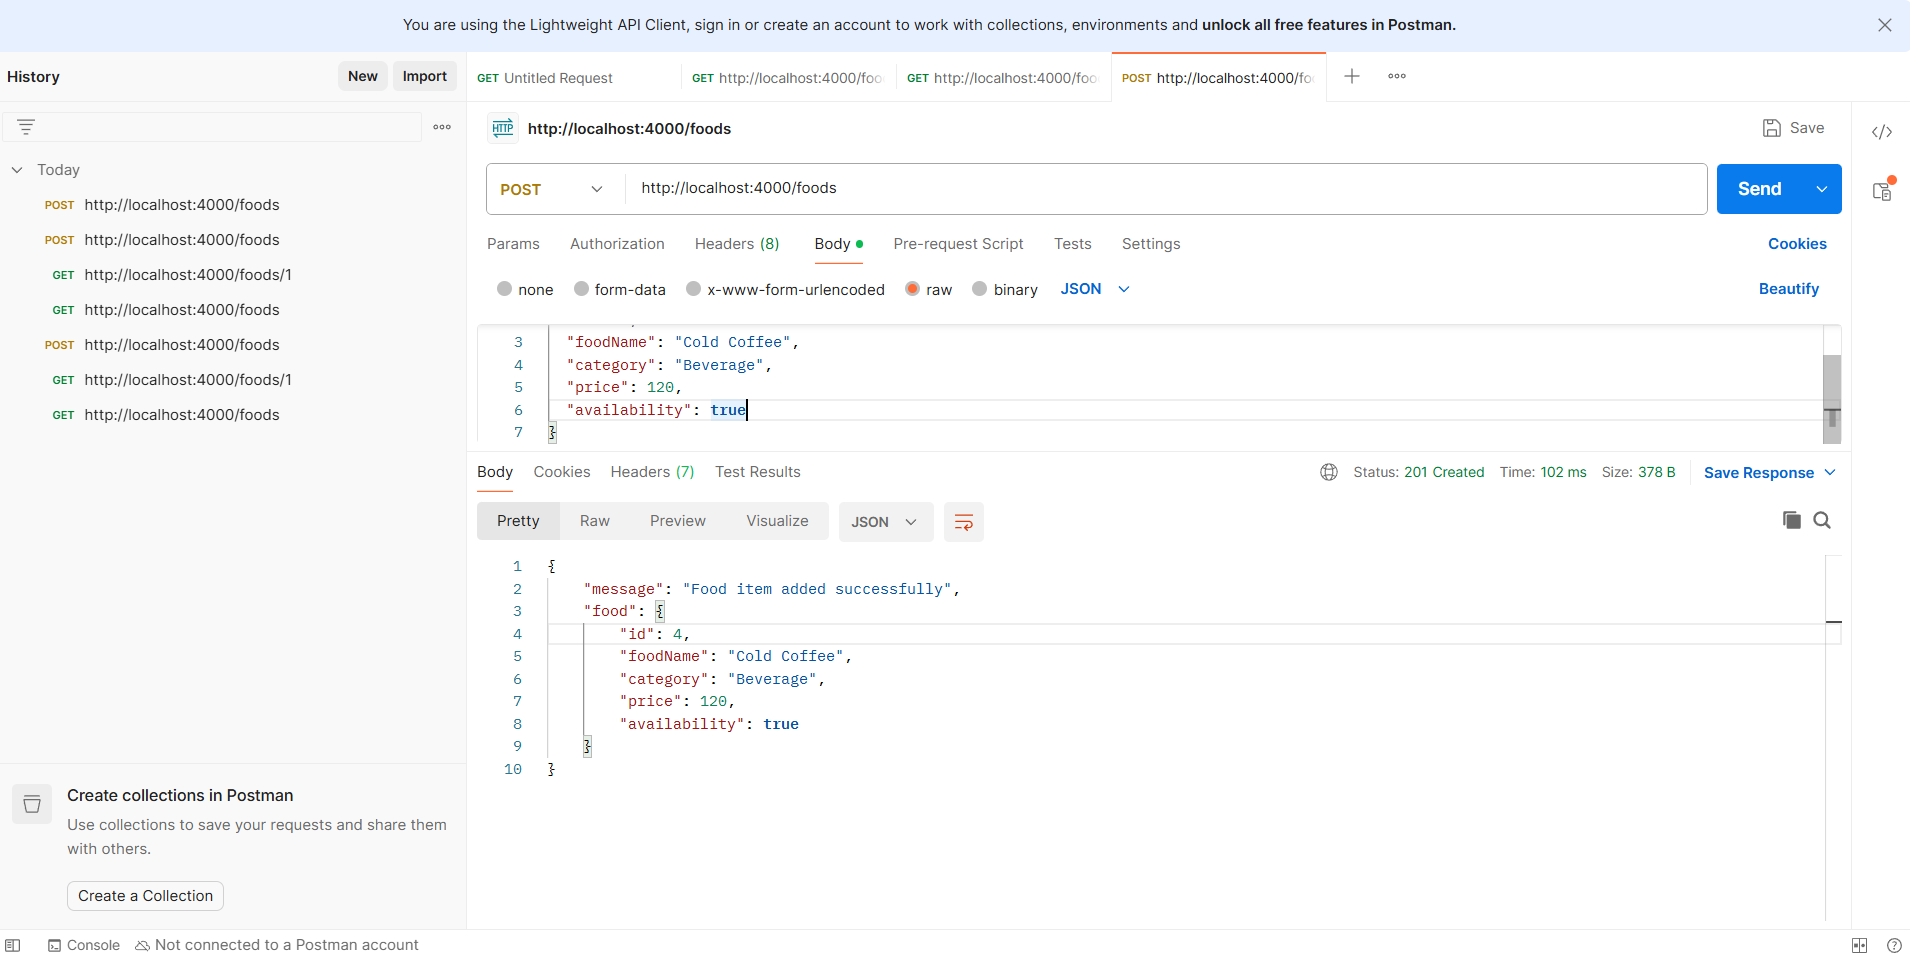 You are using the Lightweight API Client, sign in or create an account to work with collections, environments and unlock all free features in Postman.
History
New
Import
GET Untitled Request
GET http://localhost:4000/foo
GET http://localhost:4000/foo
POST http://localhost:4000/fo
HTTP http://localhost:4000/foods
Save
Today
POST http://localhost:4000/foods
POST http://localhost:4000/foods
GET http://localhost:4000/foods/1
GET http://localhost:4000/foods
POST http://localhost:4000/foods
GET http://localhost:4000/foods/1
GET http://localhost:4000/foods
POST http://localhost:4000/foods
Send
Params Authorization Headers (8) Body Pre-request Script Tests Settings
Cookies
none form-data x-www-form-urlencoded raw binary JSON
Beautify
3 "foodName": "Cold Coffee",
4 "category": "Beverage",
5 "price": 120,
6 "availability": true
7 }
Body Cookies Headers (7) Test Results
Status: 201 Created Time: 102 ms Size: 378 B
Save Response
Pretty Raw Preview Visualize JSON
1 {
2 "message": "Food item added successfully",
3 "food": {
4 "id": 4,
5 "foodName": "Cold Coffee",
6 "category": "Beverage",
7 "price": 120,
8 "availability": true
9 }
10 }
Create collections in Postman
Use collections to save your requests and share them
with others.
Create a Collection
Console
Not connected to a Postman account